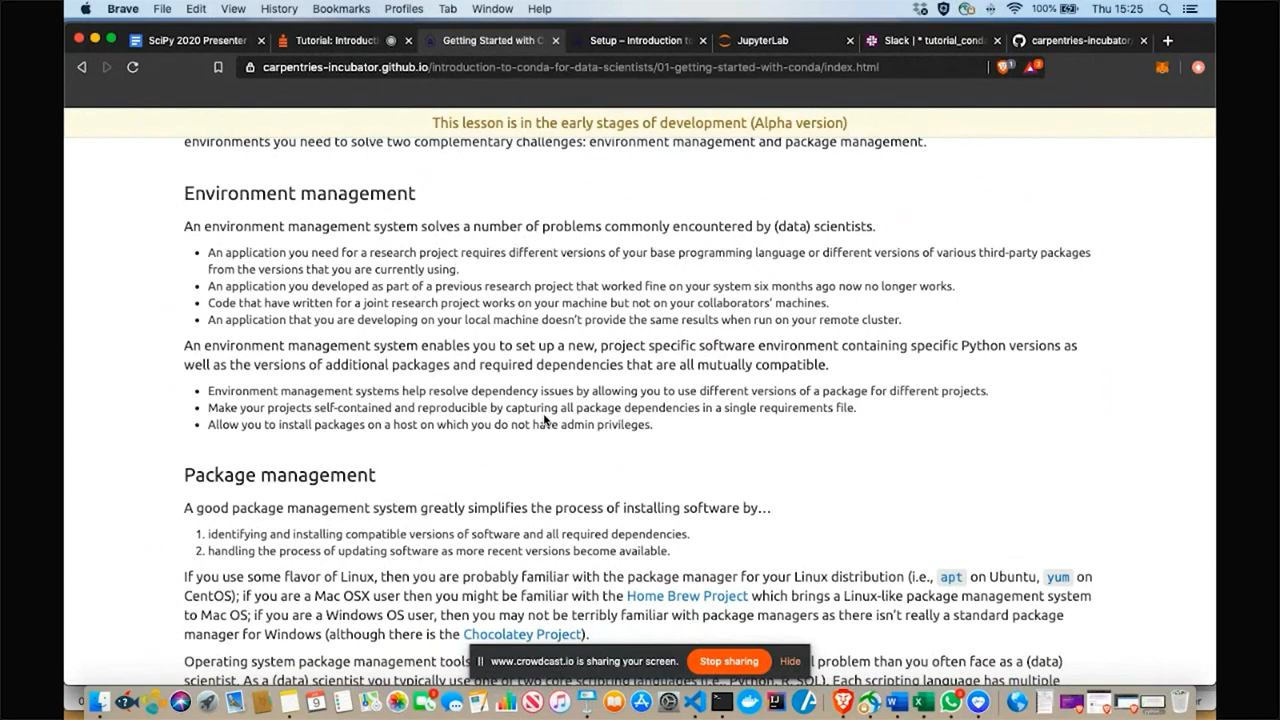 Brave File Edit View History Bookmarks Profiles Tab Window Help 100% Thu 15:25
SciPy 2020 Presenter Tutorial: Introducti Getting Started with C Setup – Introduction to JupyterLab Slack | * tutorial_cond carpentries-incubator
carpentries-incubator.github.io/introduction-to-conda-for-data-scientists/01-getting-started-with-conda/index.html
This lesson is in the early stages of development (Alpha version)
environments you need to solve two complementary challenges: environment management and package management.
Environment management
An environment management system solves a number of problems commonly encountered by (data) scientists.
• An application you need for a research project requires different versions of your base programming language or different versions of various third-party packages
from the versions that you are currently using.
• An application you developed as part of a previous research project that worked fine on your system six months ago now no longer works.
• Code that have written for a joint research project works on your machine but not on your collaborators' machines.
• An application that you are developing on your local machine doesn't provide the same results when run on your remote cluster.
An environment management system enables you to set up a new, project specific software environment containing specific Python versions as
well as the versions of additional packages and required dependencies that are all mutually compatible.
• Environment management systems help resolve dependency issues by allowing you to use different versions of a package for different projects.
• Make your projects self-contained and reproducible by capturing all package dependencies in a single requirements file.
• Allow you to install packages on a host on which you do not have admin privileges.
Package management
A good package management system greatly simplifies the process of installing software by…
1. identifying and installing compatible versions of software and all required dependencies.
2. handling the process of updating software as more recent versions become available.
If you use some flavor of Linux, then you are probably familiar with the package manager for your Linux distribution (i.e., apt on Ubuntu, yum on
CentOS); if you are a Mac OSX user then you might be familiar with the Home Brew Project which brings a Linux-like package management system
to Mac OS; if you are a Windows OS user, then you may not be terribly familiar with package managers as there isn't really a standard package
manager for Windows (although there is the Chocolatey Project).
Operating system package management tools
problem than you often face as a (data)
www.crowdcast.io is sharing your screen. Stop sharing Hide
scientist. As a (data) scientist you typically use one or two core scripting languages (i.e., Python, R, SQL). Each scripting language has multiple